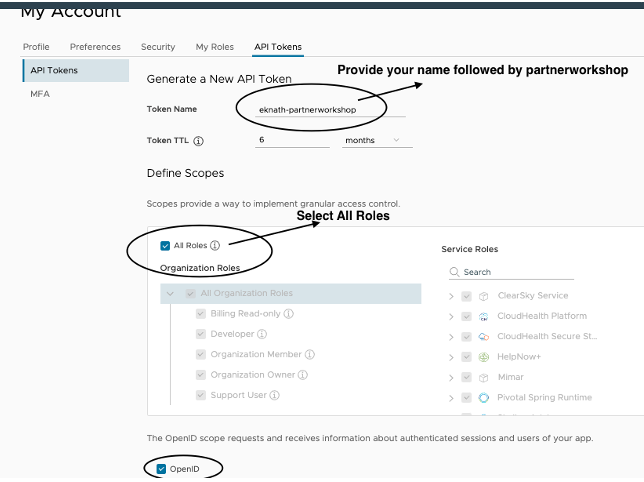 My Account
Profile Preferences Security My Roles API Tokens
API Tokens
MFA
Generate a New API Token
Provide your name followed by partnerworkshop
Token Name eknath-partnerworkshop
Token TTL 6 months
Define Scopes
Scopes provide a way to implement granular access control.
Select All Roles
All Roles
Organization Roles
All Organization Roles
Billing Read-only
Developer
Organization Member
Organization Owner
Support User
Service Roles
Search
ClearSky Service
CloudHealth Platform
CloudHealth Secure St...
HelpNow+
Mimar
Pivotal Spring Runtime
The OpenID scope requests and receives information about authenticated sessions and users of your app.
OpenID